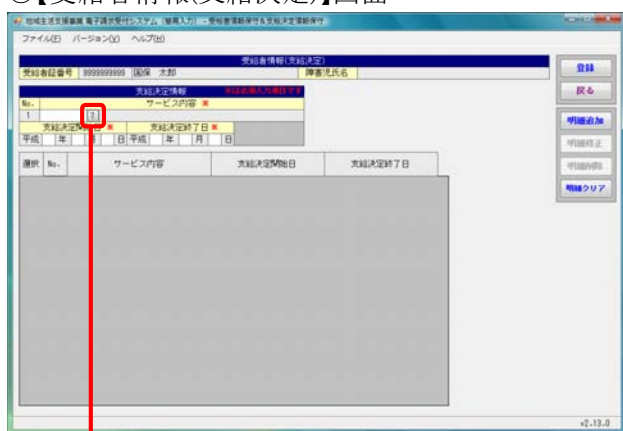 ①【受給者情報(支給決定)】画面
地域生活支援事業 電子請求受付システム（簡易入力） - 受給者情報保守&支給決定情報保守
ファイル(F) バージョン(V) ヘルプ(H)
受給者情報(支給決定)
受給者証番号 9999999999 国保 太郎 障害児氏名
登録
戻る
支給決定情報 ※は必須入力項目です
No. サービス内容 ※
1 ?
支給決定開始日 ※ 支給決定終了日 ※
平成 年 月 日 平成 年 月 日
明細追加
明細修正
明細削除
明細クリア
選択 No. サービス内容 支給決定開始日 支給決定終了日
v2.13.0